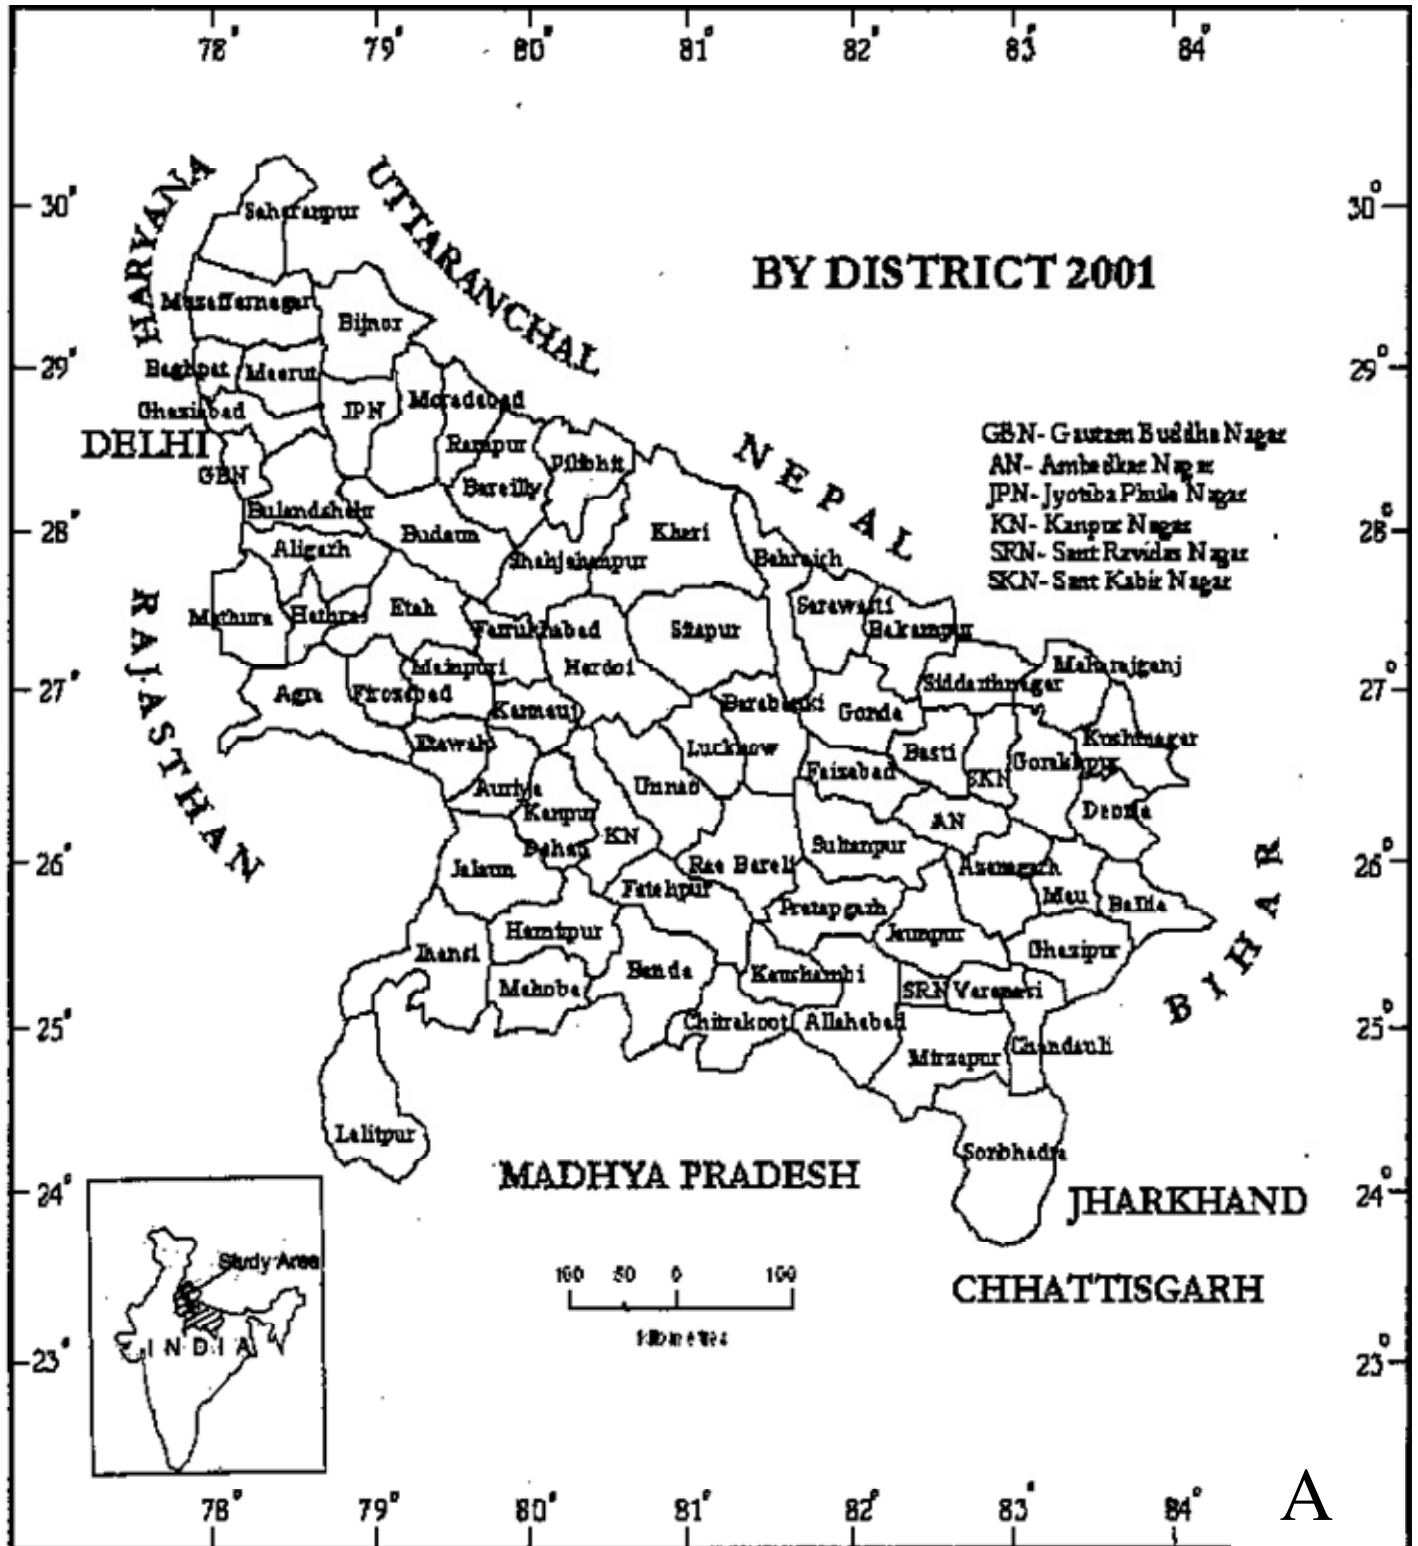 78° 79° 80° 81° 82° 83° 84°
HARYANA
UTTARANCHAL
30° 30°
Saharanpur
BY DISTRICT 2001
Muzaffarnagar
Bijnor
29° 29°
Baghpat Meerut
Ghaziabad JPN Moradabad
DELHI
Rampur
GBN Bareilly Pilibhit
NEPAL
GBN- Gautam Buddha Nagar
AN- Ambedkar Nagar
JPN- Jyotiba Phule Nagar
KN- Kanpur Nagar
SRN- Sant Ravidas Nagar
SKN- Sant Kabir Nagar
Bulandshehr
28° 28°
Aligarh Budaun Shahjahanpur Kheri Bahraich
RAJASTHAN
Mathura Hathras Etah Farrukhabad Sitapur Sarawasti
Balrampur
Mainpuri Hardoi Siddarthnagar Maharajganj
27° 27°
Agra Firozabad Kannauj Barabanki Gonda
Etawah Lucknow Basti Kushinagar
Faizabad SKN Gorakhpur
Auriya Unnao
Kanpur Dehat KN AN Deoria
26° 26°
Jalaun Rae Bareli Sultanpur Azamgarh
Fatehpur Pratapgarh Mau Ballia
BIHAR
Jhansi Hamirpur Jaunpur Ghazipur
Mahoba Banda Kaushambi SRN Varanasi
25° 25°
Chitrakoot Allahabad
Mirzapur Chandauli
Lalitpur Sonbhadra
MADHYA PRADESH
24° 24°
JHARKHAND
Study Area
100 50 0 100
CHHATTISGARH
INDIA
Kilometres
23° 23°
78° 79° 80° 81° 82° 83° 84°
A